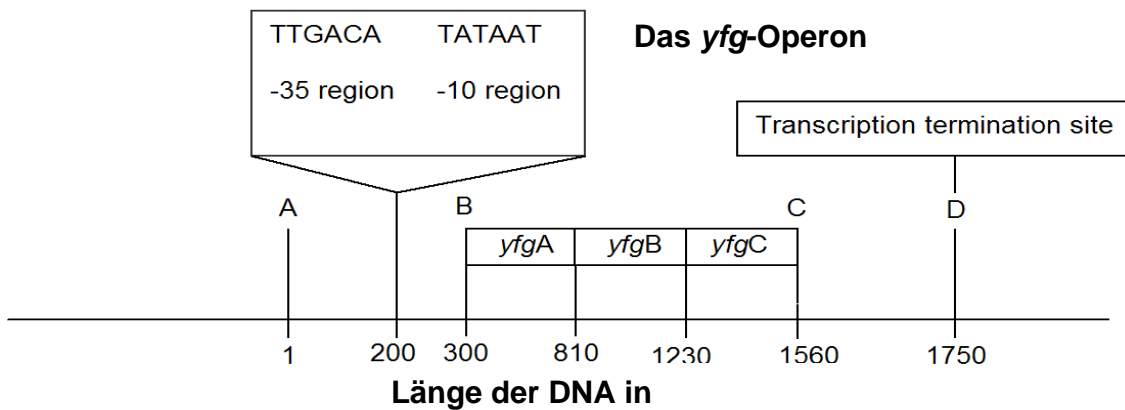 TTGACA TATAAT
-35 region -10 region
Das yfg-Operon
Transcription termination site
A B C D
yfgA yfgB yfgC
1 200 300 810 1230 1560 1750
Länge der DNA in